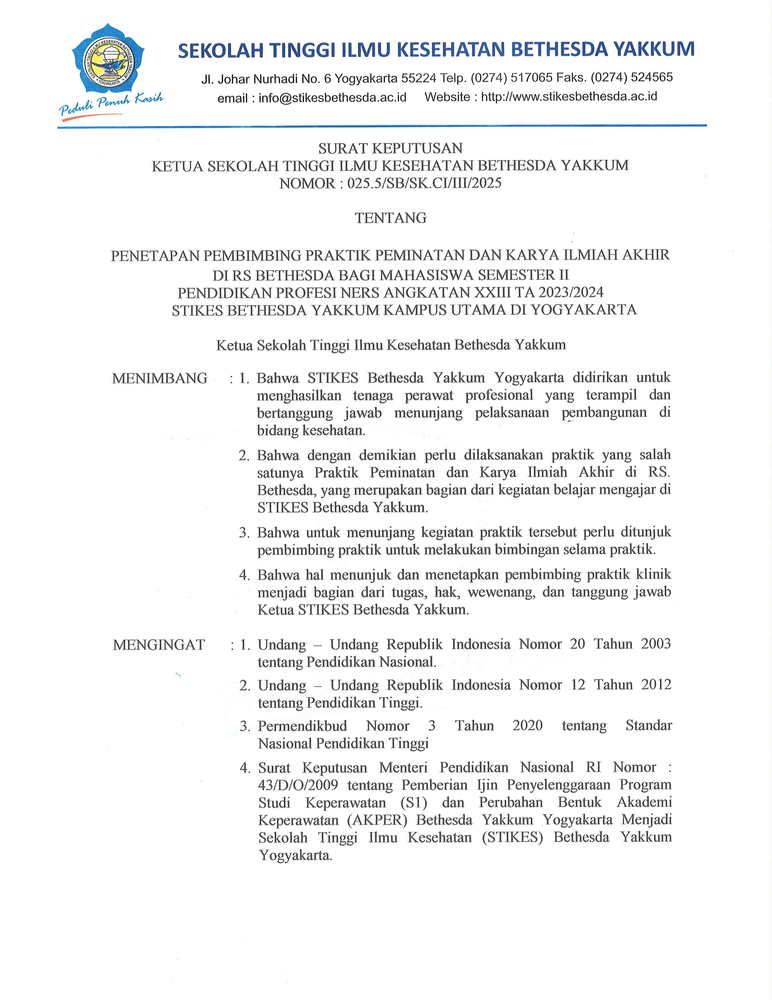 SEKOLAH TINGGI ILMU KESEHATAN BETHESDA YAKKUM
YOGYAKARTA
Peduli Penuh Kasih
SEKOLAH TINGGI ILMU KESEHATAN BETHESDA YAKKUM
Jl. Johar Nurhadi No. 6 Yogyakarta 55224 Telp. (0274) 517065 Faks. (0274) 524565
email : info@stikesbethesda.ac.id Website : http://www.stikesbethesda.ac.id
SURAT KEPUTUSAN
KETUA SEKOLAH TINGGI ILMU KESEHATAN BETHESDA YAKKUM
NOMOR : 025.5/SB/SK.CI/III/2025
TENTANG
PENETAPAN PEMBIMBING PRAKTIK PEMINATAN DAN KARYA ILMIAH AKHIR
DI RS BETHESDA BAGI MAHASISWA SEMESTER II
PENDIDIKAN PROFESI NERS ANGKATAN XXIII TA 2023/2024
STIKES BETHESDA YAKKUM KAMPUS UTAMA DI YOGYAKARTA
Ketua Sekolah Tinggi Ilmu Kesehatan Bethesda Yakkum
MENIMBANG : 1. Bahwa STIKES Bethesda Yakkum Yogyakarta didirikan untuk
menghasilkan tenaga perawat profesional yang terampil dan
bertanggung jawab menunjang pelaksanaan pembangunan di
bidang kesehatan.
2. Bahwa dengan demikian perlu dilaksanakan praktik yang salah
satunya Praktik Peminatan dan Karya Ilmiah Akhir di RS.
Bethesda, yang merupakan bagian dari kegiatan belajar mengajar di
STIKES Bethesda Yakkum.
3. Bahwa untuk menunjang kegiatan praktik tersebut perlu ditunjuk
pembimbing praktik untuk melakukan bimbingan selama praktik.
4. Bahwa hal menunjuk dan menetapkan pembimbing praktik klinik
menjadi bagian dari tugas, hak, wewenang, dan tanggung jawab
Ketua STIKES Bethesda Yakkum.
MENGINGAT : 1. Undang – Undang Republik Indonesia Nomor 20 Tahun 2003
tentang Pendidikan Nasional.
2. Undang – Undang Republik Indonesia Nomor 12 Tahun 2012
tentang Pendidikan Tinggi.
3. Permendikbud Nomor 3 Tahun 2020 tentang Standar
Nasional Pendidikan Tinggi
4. Surat Keputusan Menteri Pendidikan Nasional RI Nomor :
43/D/O/2009 tentang Pemberian Ijin Penyelenggaraan Program
Studi Keperawatan (S1) dan Perubahan Bentuk Akademi
Keperawatan (AKPER) Bethesda Yakkum Yogyakarta Menjadi
Sekolah Tinggi Ilmu Kesehatan (STIKES) Bethesda Yakkum
Yogyakarta.